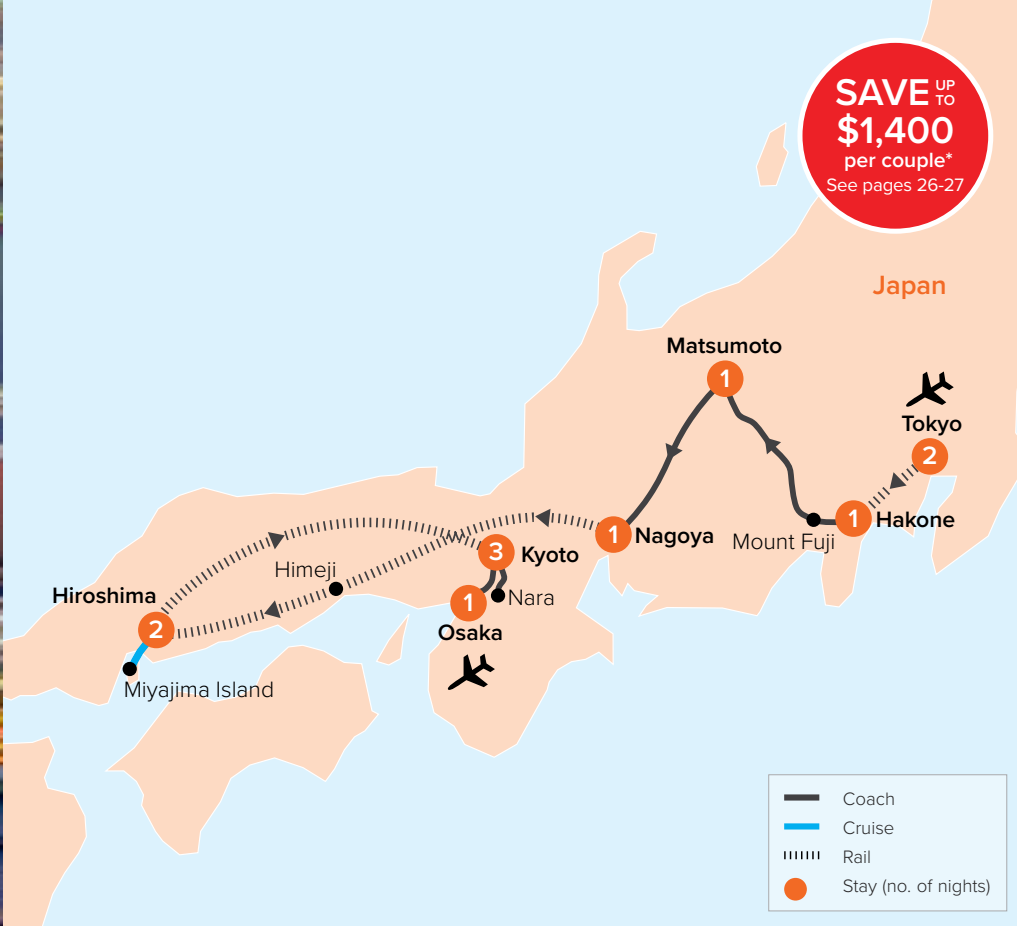 SAVE UP TO
$1,400
per couple*
See pages 26-27
Japan
Matsumoto
1
Tokyo
2
1 Hakone
Mount Fuji
1 Nagoya
3 Kyoto
Himeji
Hiroshima
2
1
Nara
Osaka
Miyajima Island
Coach
Cruise
Rail
Stay (no. of nights)